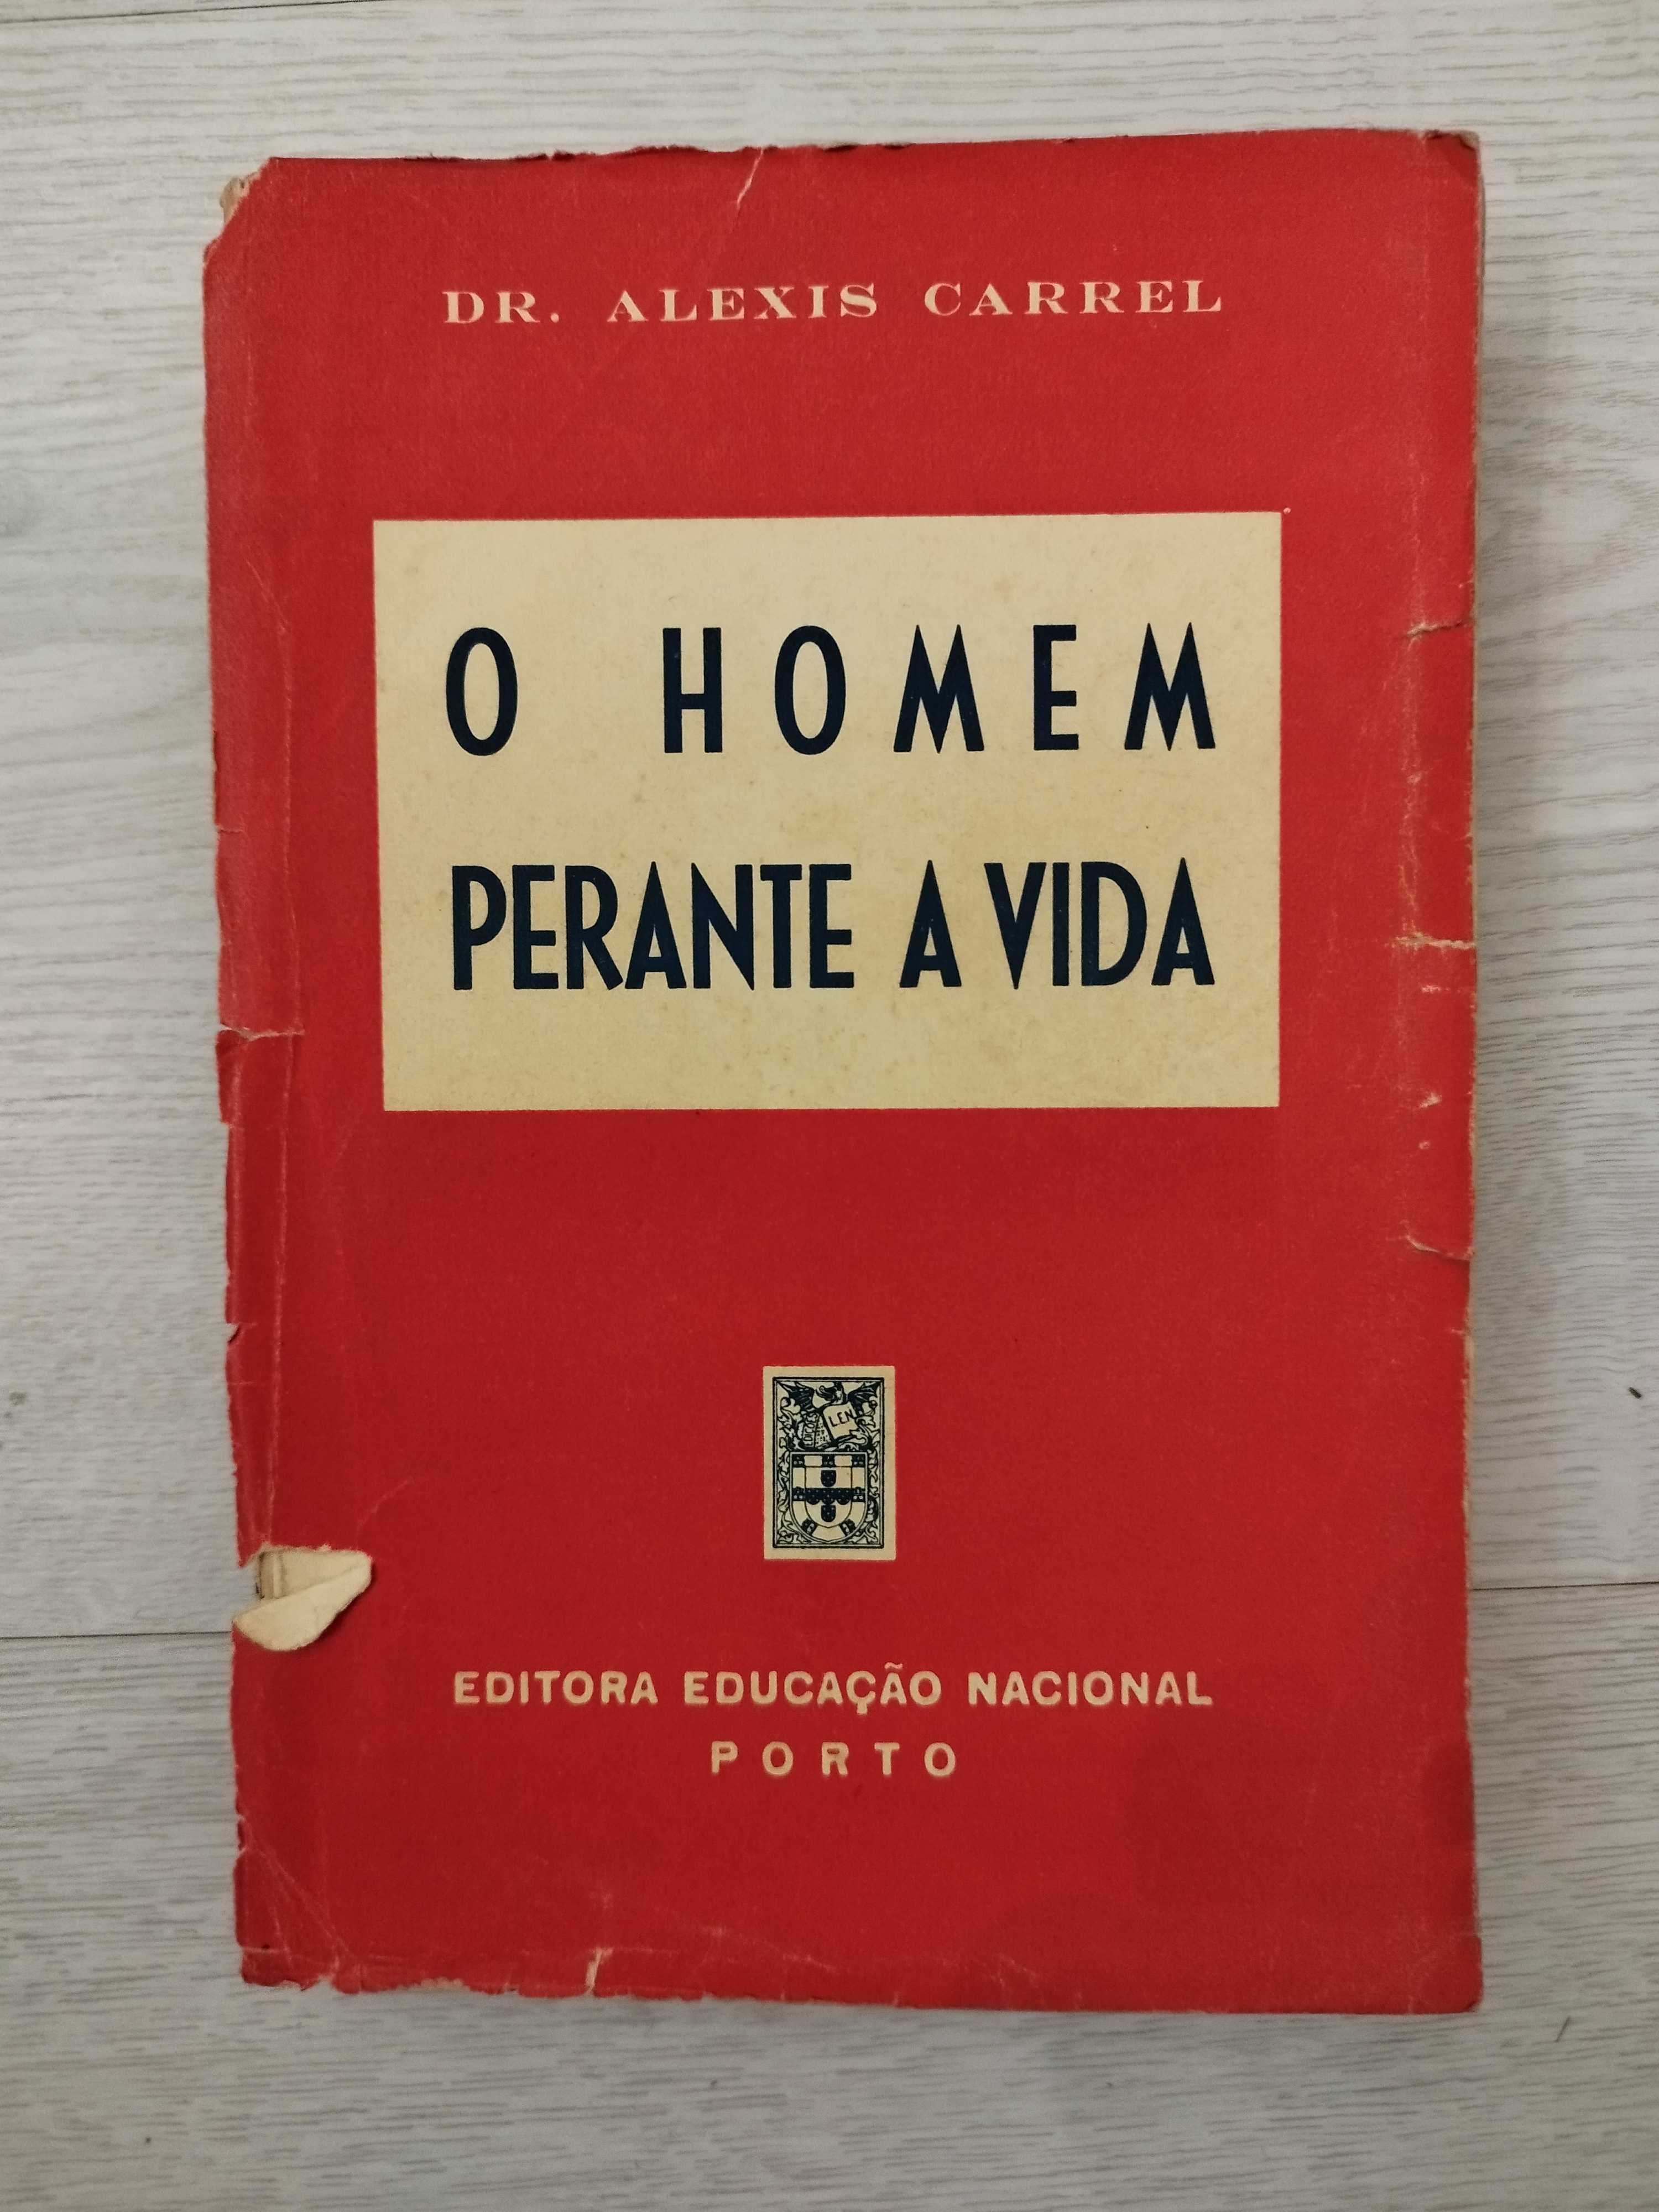 DR. ALEXIS CARREL
O HOMEM
PERANTE A VIDA
LEN
EDITORA EDUCAÇÃO NACIONAL
PORTO